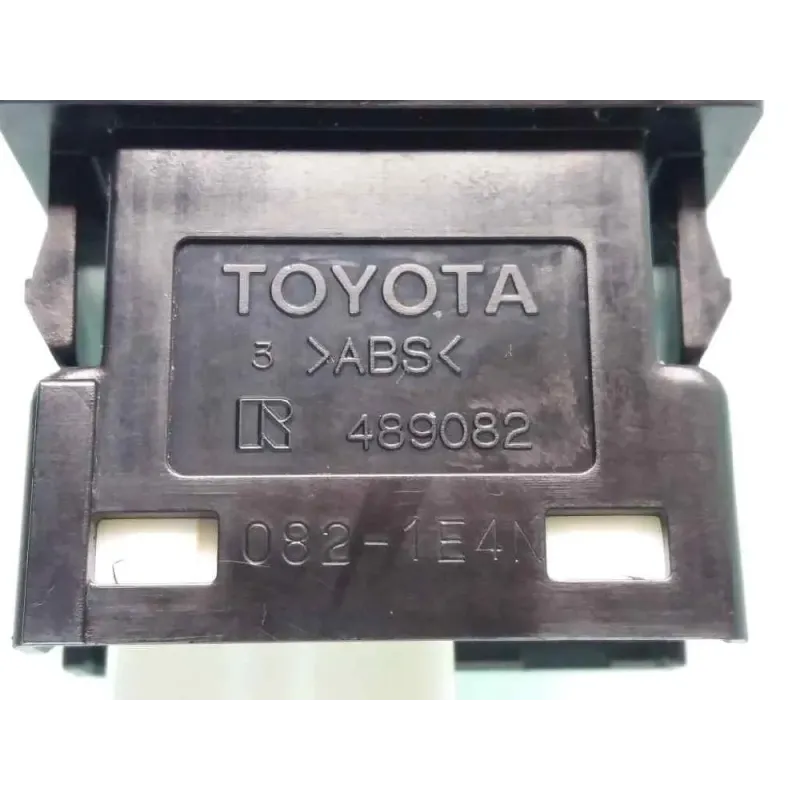 TOYOTA
3 >ABS<
R 489082
082-1E4N